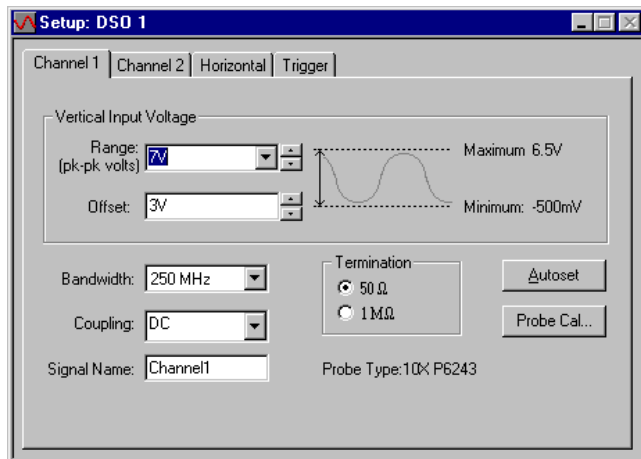 Setup: DSO 1
Channel 1 Channel 2 Horizontal Trigger
Vertical Input Voltage
Range: 7V
(pk-pk volts)
Maximum 6.5V
Offset: 3V
Minimum: -500mV
Bandwidth: 250 MHz
Termination
50 Ω
1 MΩ
Autoset
Coupling: DC
Probe Cal...
Signal Name: Channel1
Probe Type:10X P6243